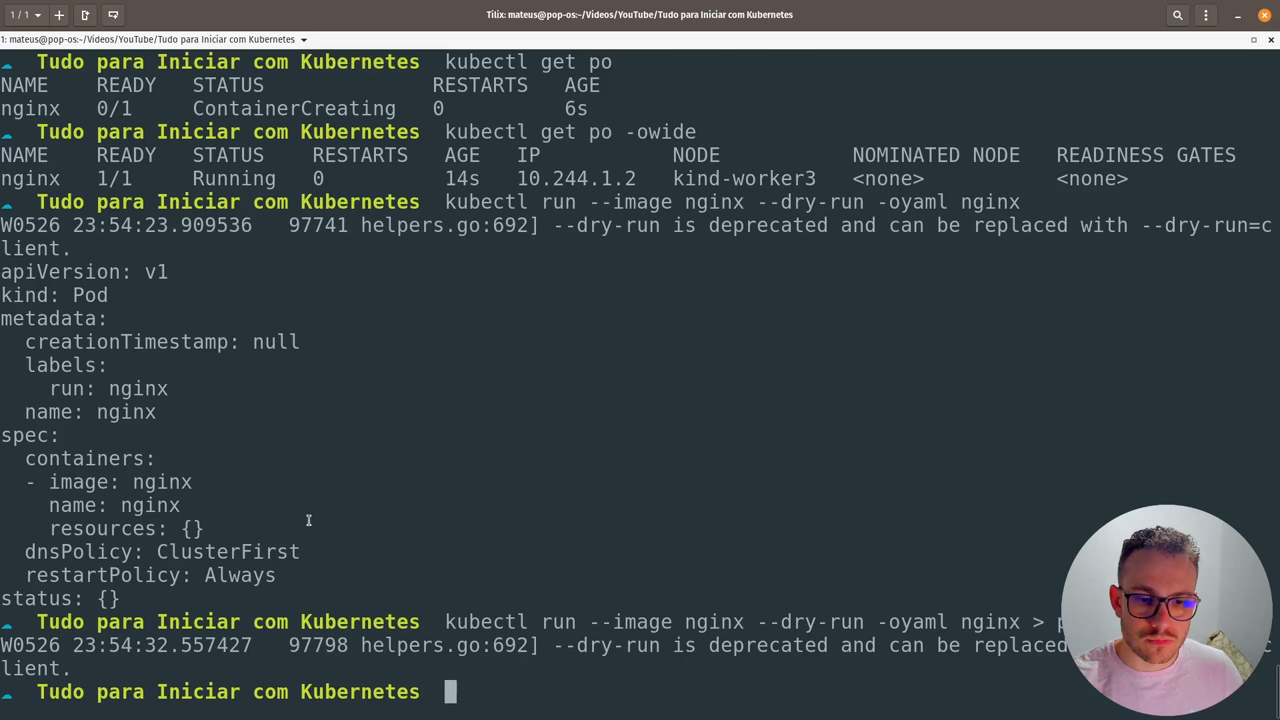 1 / 1
Tilix: mateus@pop-os:~/Videos/YouTube/Tudo para Iniciar com Kubernetes
1: mateus@pop-os:~/Videos/YouTube/Tudo para Iniciar com Kubernetes
Tudo para Iniciar com Kubernetes kubectl get po
NAME READY STATUS RESTARTS AGE
nginx 0/1 ContainerCreating 0 6s
Tudo para Iniciar com Kubernetes kubectl get po -owide
NAME READY STATUS RESTARTS AGE IP NODE NOMINATED NODE READINESS GATES
nginx 1/1 Running 0 14s 10.244.1.2 kind-worker3 <none> <none>
Tudo para Iniciar com Kubernetes kubectl run --image nginx --dry-run -oyaml nginx
W0526 23:54:23.909536 97741 helpers.go:692] --dry-run is deprecated and can be replaced with --dry-run=c
lient.
apiVersion: v1
kind: Pod
metadata:
  creationTimestamp: null
  labels:
    run: nginx
  name: nginx
spec:
  containers:
  - image: nginx
    name: nginx
    resources: {}
  dnsPolicy: ClusterFirst
  restartPolicy: Always
status: {}
Tudo para Iniciar com Kubernetes kubectl run --image nginx --dry-run -oyaml nginx >
W0526 23:54:32.557427 97798 helpers.go:692] --dry-run is deprecated and can be replaced =c
lient.
Tudo para Iniciar com Kubernetes